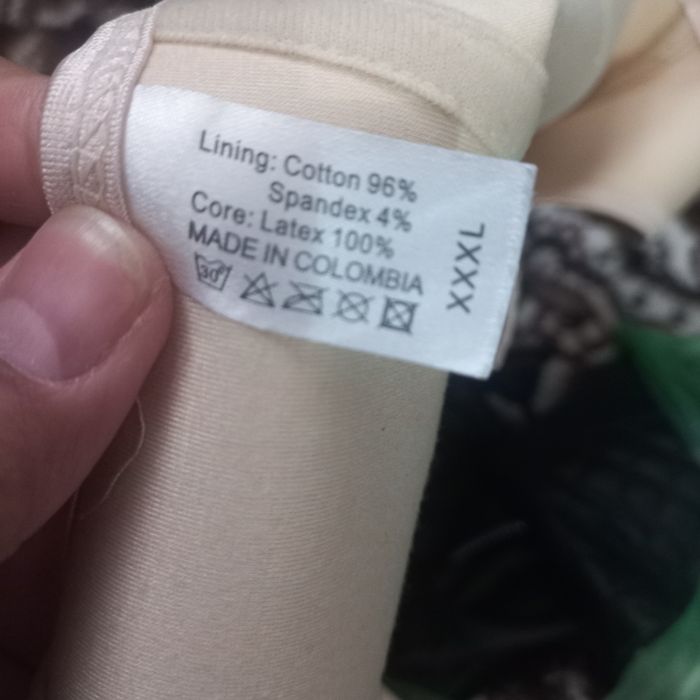 Lining: Cotton 96%
Spandex 4%
Core: Latex 100%
MADE IN COLOMBIA
30°
XXXL